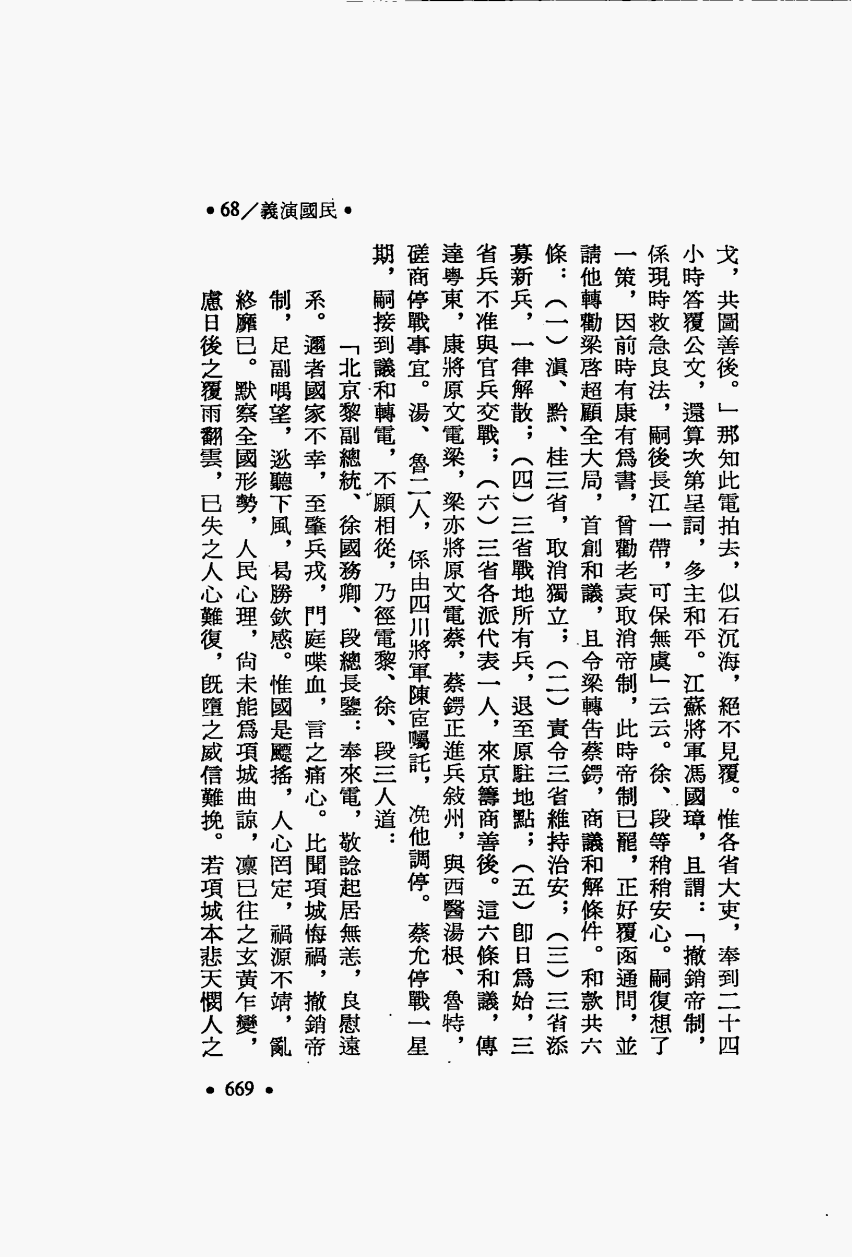 •68／義演國民•
戈，共圖善後。」那知此電拍去，似石沉海，絕不見覆。惟各省大吏，奉到二十四
小時答覆公文，還算次第呈詞，多主和平。江蘇將軍馮國璋，且謂：「撤銷帝制，
係現時救急良法，嗣後長江一帶，可保無虞」云云。徐、段等稍稍安心。嗣復想了
一策，因前時有康有爲書，曾勸老袁取消帝制，此時帝制已罷，正好覆函通問，並
請他轉勸梁啓超顧全大局，首創和議，且令梁轉告蔡鍔，商議和解條件。和款共六
條：（一）滇、黔、桂三省，取消獨立；（二）責令三省維持治安；（三）三省添
募新兵，一律解散；（四）三省戰地所有兵，退至原駐地點；（五）卽日爲始，三
省兵不准與官兵交戰；（六）三省各派代表一人，來京籌商善後。這六條和議，傳
達粵東，康將原文電梁，梁亦將原文電蔡，蔡鍔正進兵敍州，與西醫湯根、魯特，
磋商停戰事宜。湯、魯二人，係由四川將軍陳宧囑託，浼他調停。蔡允停戰一星
期，嗣接到議和轉電，不願相從，乃徑電黎、徐、段三人道：
「北京黎副總統、徐國務卿、段總長鑒：奉來電，敬諗起居無恙，良慰遠
系。邇者國家不幸，至肇兵戎，門庭喋血，言之痛心。比聞項城悔禍，撤銷帝
制，足副喁望，逖聽下風，曷勝欽感。惟國是飃搖，人心罔定，禍源不靖，亂
終靡已。默察全國形勢，人民心理，尙未能爲項城曲諒，凜已往之玄黃乍變，
慮日後之覆雨翻雲，已失之人心難復，旣墮之威信難挽。若項城本悲天憫人之
•669•